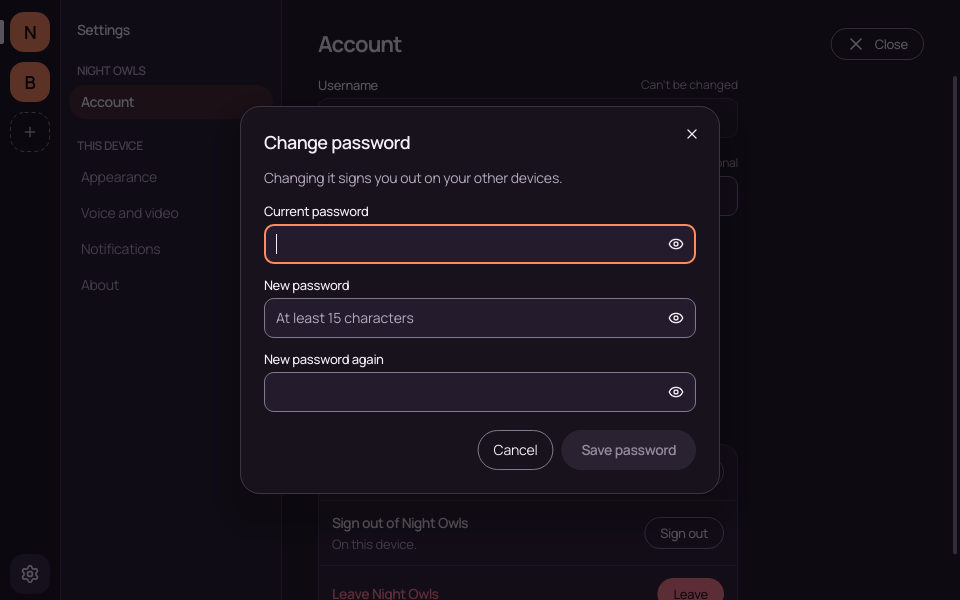 N
Settings
Account
Close
NIGHT OWLS
B
Username
Can't be changed
Account
+
THIS DEVICE
Change password
Appearance
Changing it signs you out on your other devices.
Voice and video
Current password
Notifications
About
New password
At least 15 characters
New password again
Cancel
Save password
Sign out of Night Owls
On this device.
Sign out
Leave Night Owls
Leave